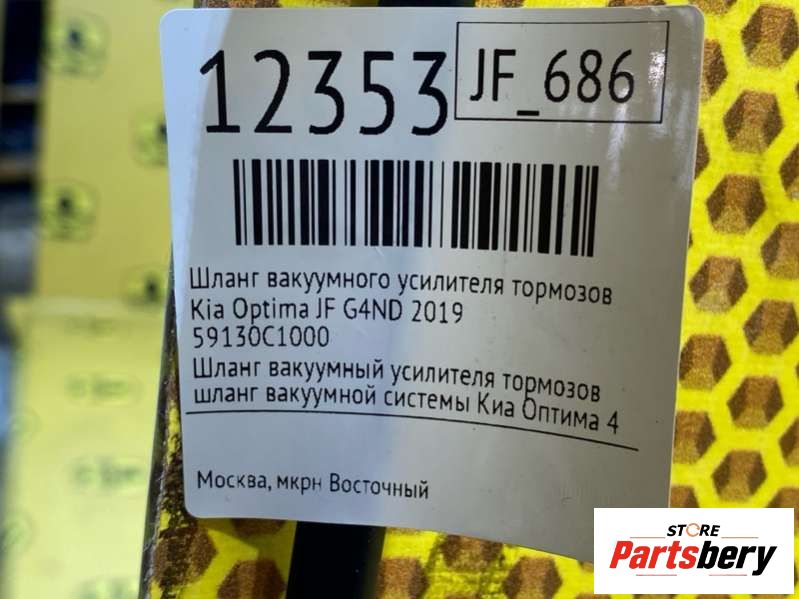 12353
JF_686
Шланг вакуумного усилителя тормозов
Kia Optima JF G4ND 2019
59130C1000
Шланг вакуумный усилителя тормозов
шланг вакуумной системы Киа Оптима 4
Москва, мкрн Восточный
STORE
Partsbery